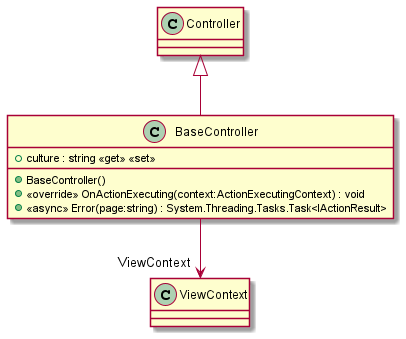 C Controller
C BaseController
culture : string «get» «set»
BaseController()
«override» OnActionExecuting(context:ActionExecutingContext) : void
«async» Error(page:string) : System.Threading.Tasks.Task<IActionResult>
ViewContext
C ViewContext